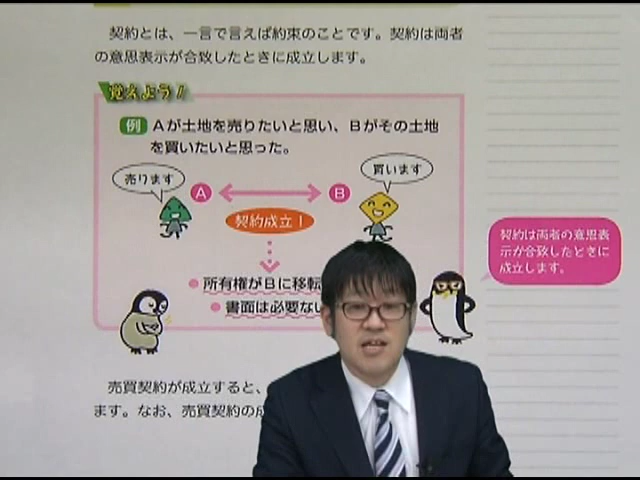 契約とは、一言で言えば約束のことです。契約は両者
の意思表示が合致したときに成立します。
覚えよう!
例 Aが土地を売りたいと思い、Bがその土地
を買いたいと思った。
売ります
買います
A
B
契約成立!
契約は両者の意思表
示が合致したときに
成立します。
●所有権がBに移転
●書面は必要な
売買契約が成立すると、
ます。なお、売買契約の成